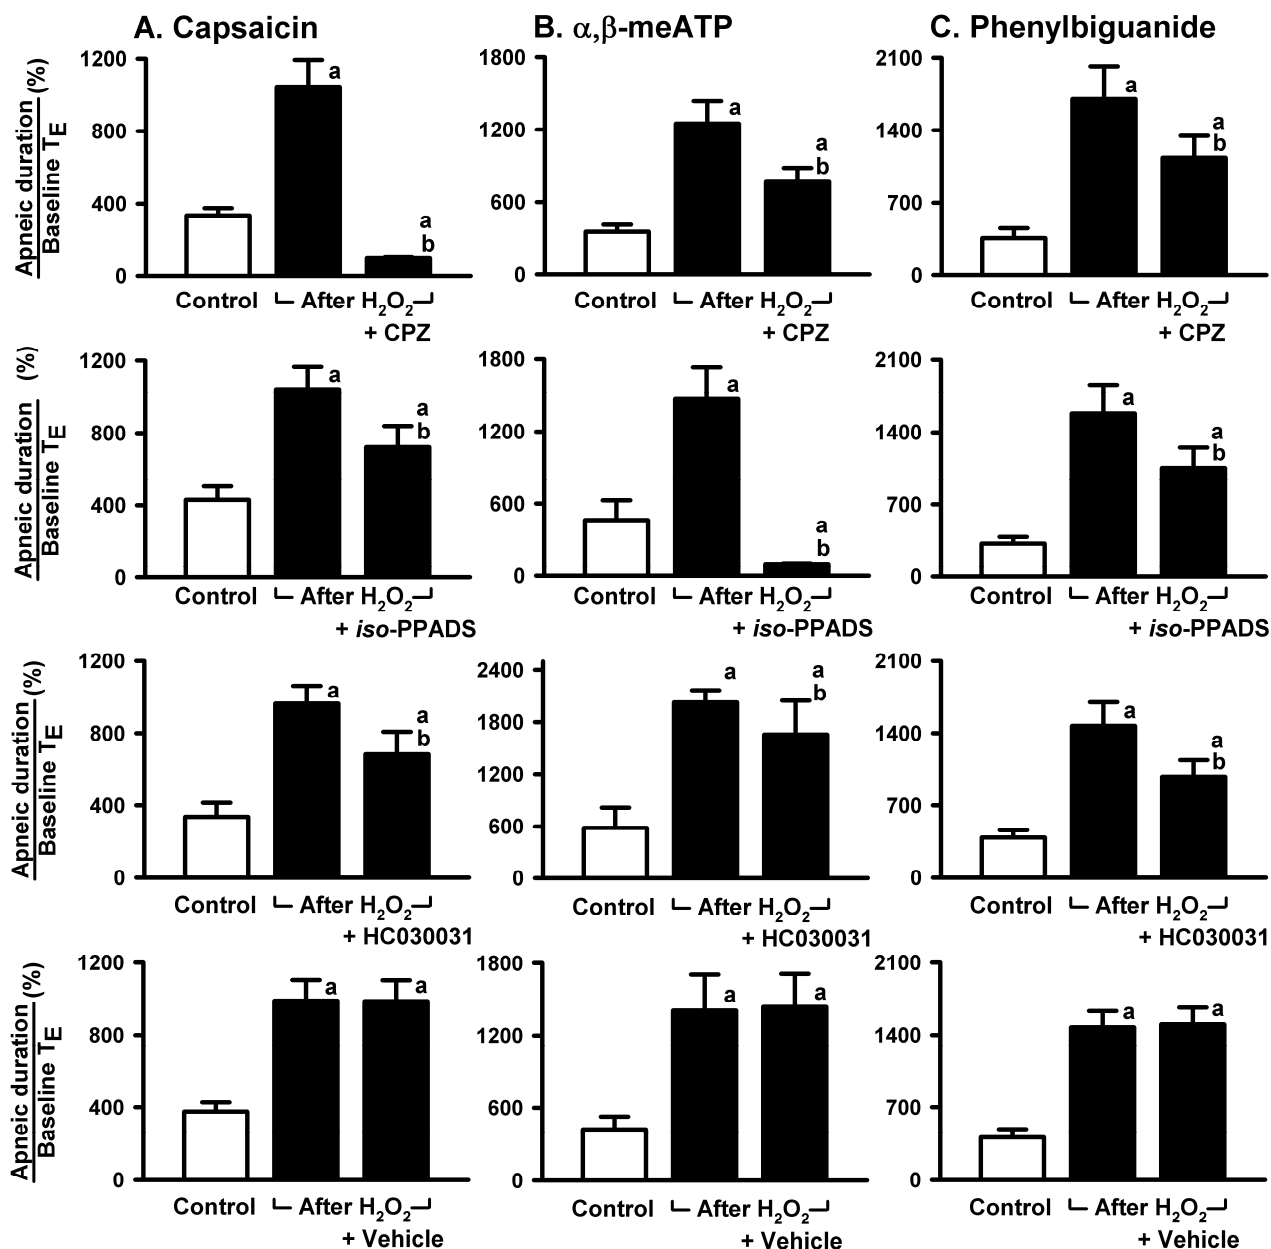 A. Capsaicin
B. α,β-meATP
C. Phenylbiguanide
Apneic duration (%)
Baseline TE
1200
800
400
0
a
a
b
Control
After H2O2
+ CPZ
1800
1200
600
0
a
a
b
Control
After H2O2
+ CPZ
2100
1400
700
0
a
a
b
Control
After H2O2
+ CPZ
Apneic duration (%)
Baseline TE
1200
800
400
0
a
a
b
Control
After H2O2
+ iso-PPADS
1800
1200
600
0
a
a
b
Control
After H2O2
+ iso-PPADS
2100
1400
700
0
a
a
b
Control
After H2O2
+ iso-PPADS
Apneic duration (%)
Baseline TE
1200
800
400
0
a
a
b
Control
After H2O2
+ HC030031
2400
1800
1200
600
0
a
a
b
Control
After H2O2
+ HC030031
2100
1400
700
0
a
a
b
Control
After H2O2
+ HC030031
Apneic duration (%)
Baseline TE
1200
800
400
0
a
a
Control
After H2O2
+ Vehicle
1800
1200
600
0
a
a
Control
After H2O2
+ Vehicle
2100
1400
700
0
a
a
Control
After H2O2
+ Vehicle